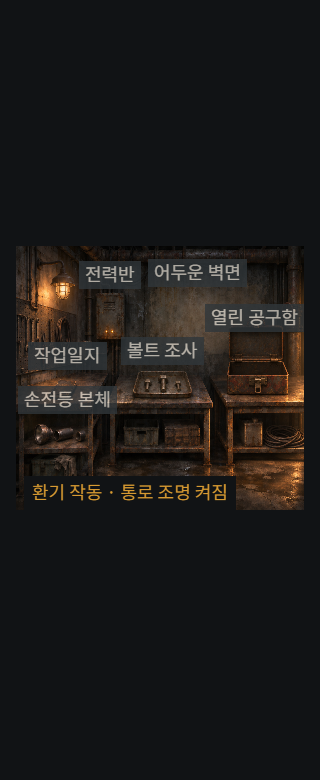 전력반
어두운 벽면
열린 공구함
작업일지
볼트 조사
손전등 본체
환기 작동 · 통로 조명 켜짐